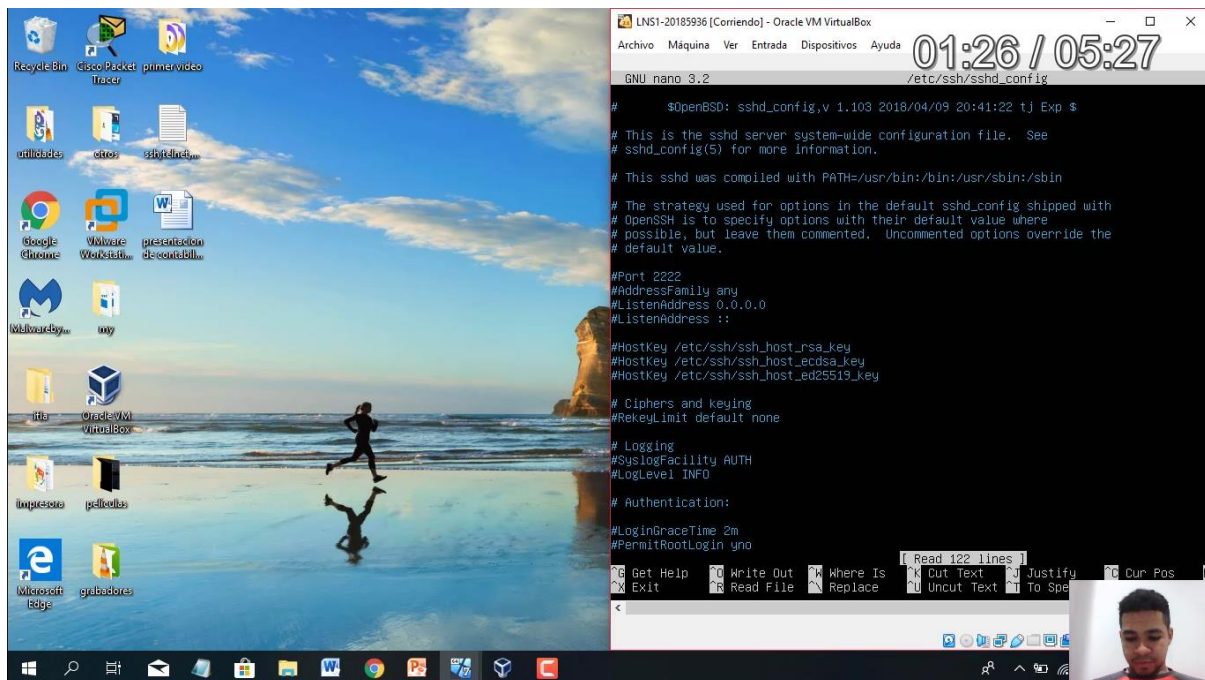 Recycle Bin
Cisco Packet
Tracer
primer video
utilidades
otros
ssh,telnet,...
Google
Chrome
VMware
Workstati...
presentacion
de contabil...
Malwareby...
my
itla
Oracle VM
VirtualBox
impresora
peliculas
Microsoft
Edge
grabadores
LNS1-20185936 [Corriendo] - Oracle VM VirtualBox
Archivo Máquina Ver Entrada Dispositivos Ayuda
01:26 / 05:27
GNU nano 3.2 /etc/ssh/sshd_config
# $OpenBSD: sshd_config,v 1.103 2018/04/09 20:41:22 tj Exp $
# This is the sshd server system-wide configuration file. See
# sshd_config(5) for more information.
# This sshd was compiled with PATH=/usr/bin:/bin:/usr/sbin:/sbin
# The strategy used for options in the default sshd_config shipped with
# OpenSSH is to specify options with their default value where
# possible, but leave them commented. Uncommented options override the
# default value.
#Port 2222
#AddressFamily any
#ListenAddress 0.0.0.0
#ListenAddress ::
#HostKey /etc/ssh/ssh_host_rsa_key
#HostKey /etc/ssh/ssh_host_ecdsa_key
#HostKey /etc/ssh/ssh_host_ed25519_key
# Ciphers and keying
#RekeyLimit default none
# Logging
#SyslogFacility AUTH
#LogLevel INFO
# Authentication:
#LoginGraceTime 2m
#PermitRootLogin yno
[ Read 122 lines ]
^G Get Help ^O Write Out ^W Where Is ^K Cut Text ^J Justify ^C Cur Pos
^X Exit ^R Read File ^\ Replace ^U Uncut Text ^T To Spe